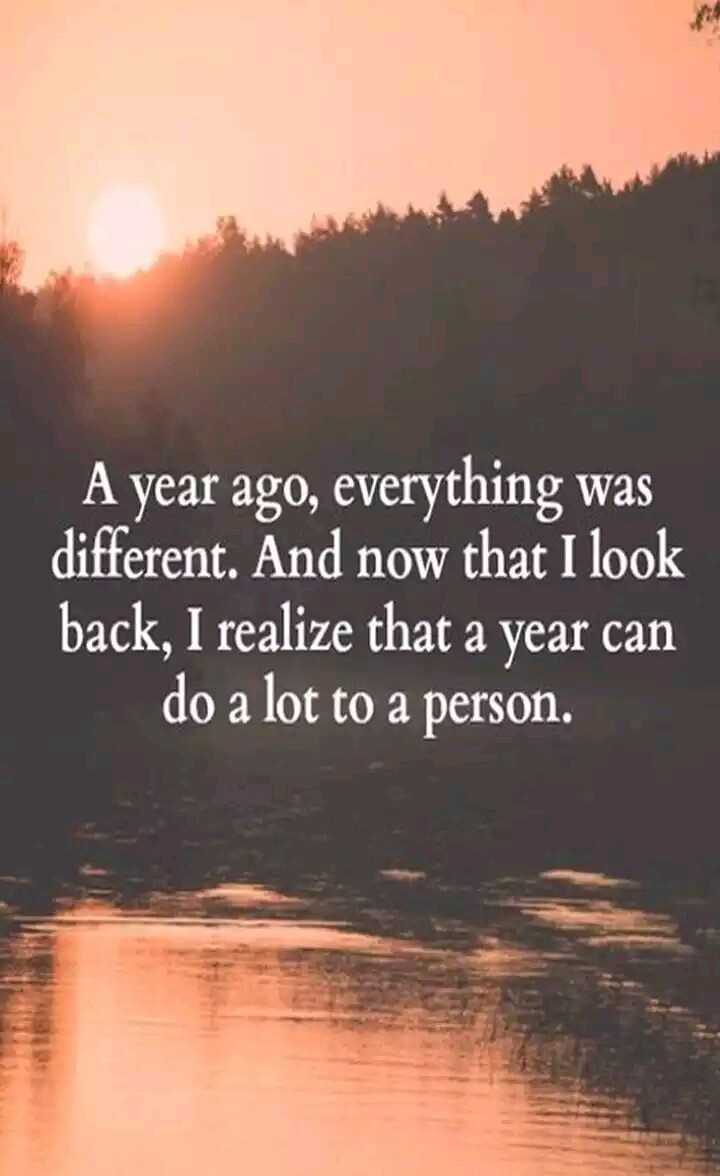 A year ago, everything was
different. And now that I look
back, I realize that a year can
do a lot to a person.